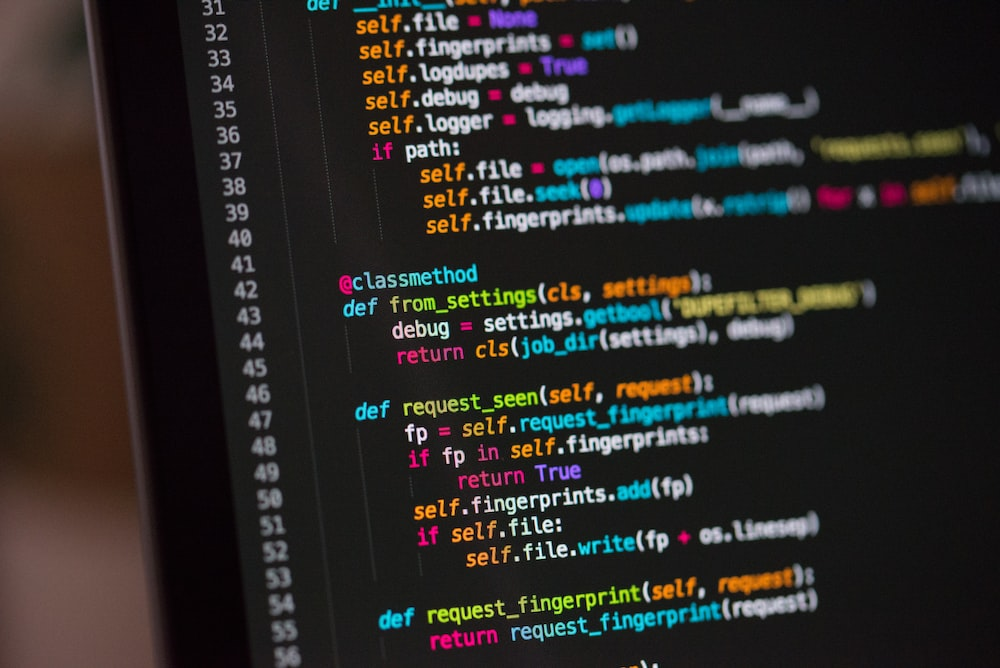 31 def __init__(self,
32 self.file = None
33 self.fingerprints = set()
34 self.logdupes = True
35 self.debug = debug
36 self.logger = logging.getLogger(__name__)
37 if path:
38 self.file = open(os.path.join(path, 'requests.seen'),
39 self.file.seek(0)
40 self.fingerprints.update(x.rstrip() for x in self.file
41
42 @classmethod
43 def from_settings(cls, settings):
44 debug = settings.getbool('DUPEFILTER_DEBUG')
45 return cls(job_dir(settings), debug)
46
47 def request_seen(self, request):
48 fp = self.request_fingerprint(request)
49 if fp in self.fingerprints:
50 return True
51 self.fingerprints.add(fp)
52 if self.file:
53 self.file.write(fp + os.linesep)
54
55 def request_fingerprint(self, request):
56 return request_fingerprint(request)